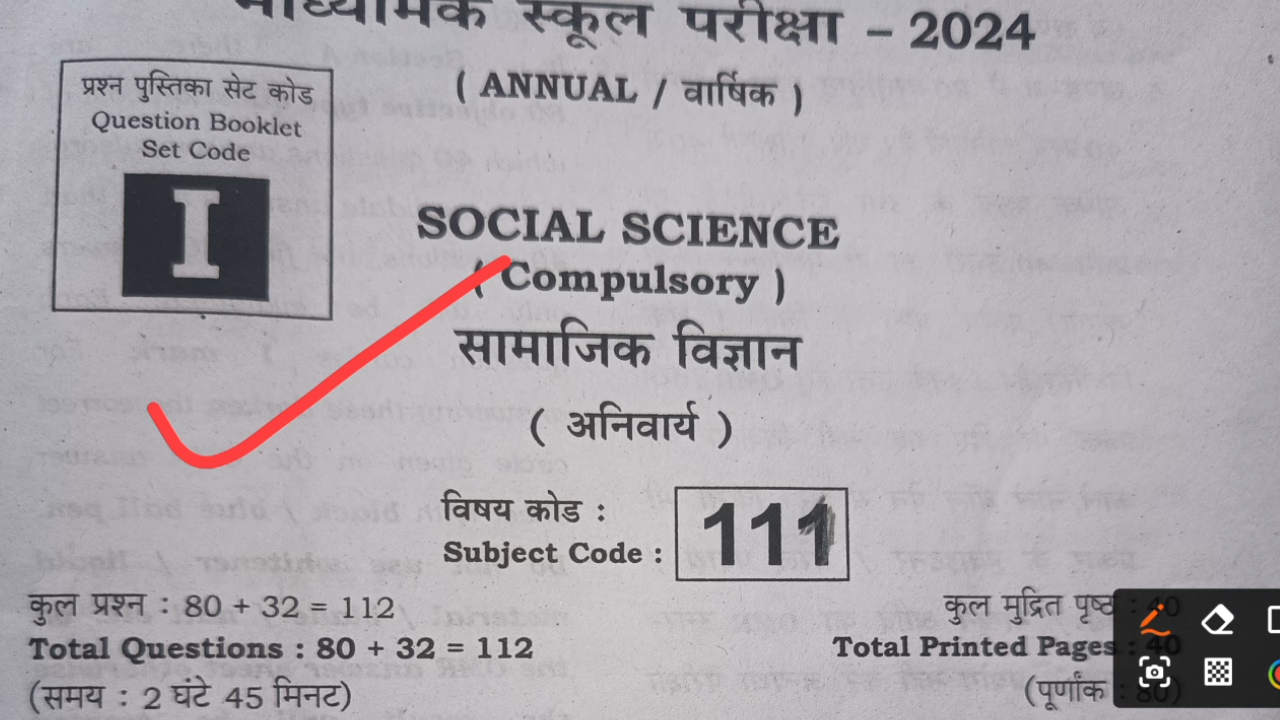 माध्यमिक स्कूल परीक्षा – 2024
( ANNUAL / वार्षिक )
प्रश्न पुस्तिका सेट कोड
Question Booklet
Set Code
I
SOCIAL SCIENCE
( Compulsory )
सामाजिक विज्ञान
( अनिवार्य )
विषय कोड :
Subject Code :
111
कुल प्रश्न : 80 + 32 = 112
Total Questions : 80 + 32 = 112
(समय : 2 घंटे 45 मिनट)
कुल मुद्रित पृष्ठ : 40
Total Printed Pages : 40
(पूर्णांक : 80)